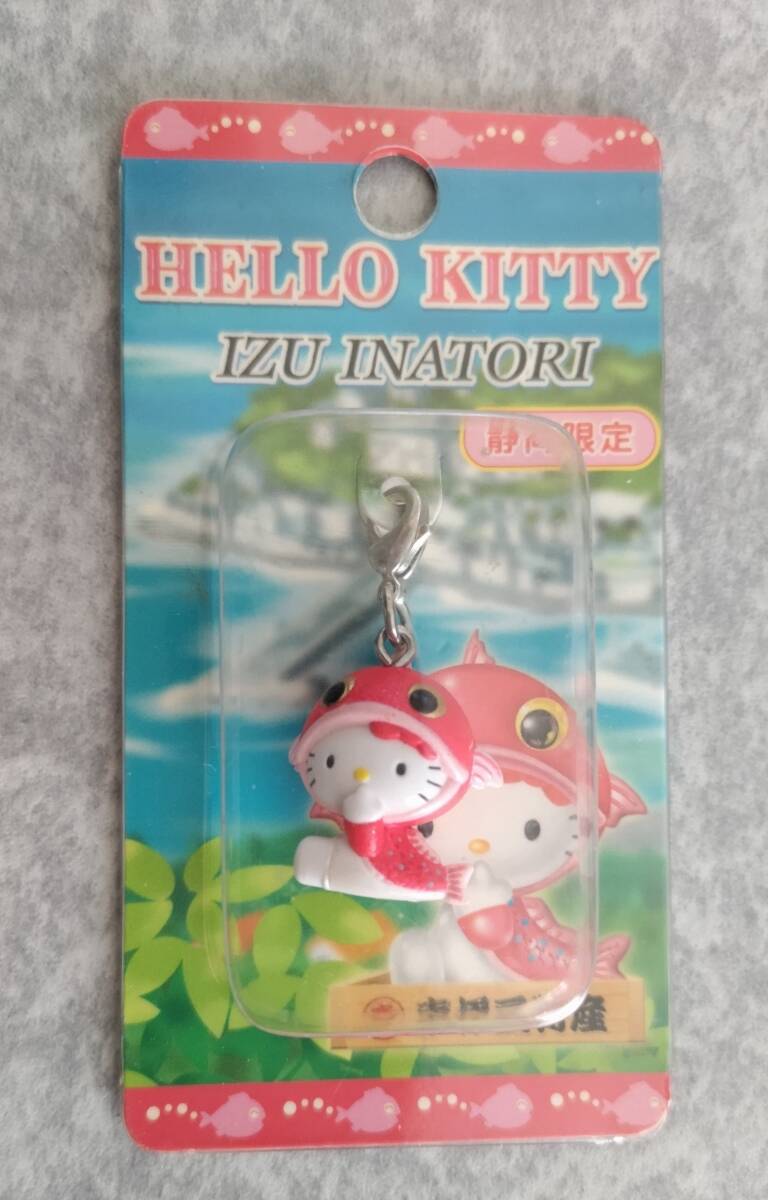 HELLO KITTY
IZU INATORI
静岡限定